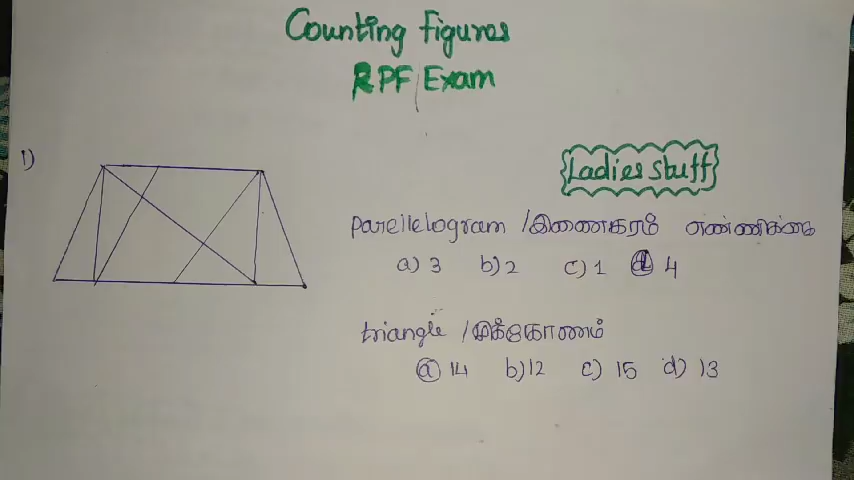 Counting figures
RPF/Exam
1)
Ladies stuff
pareilelogram /இணைகரம் எண்ணிக்கை
a) 3 b) 2 c) 1 d) 4
triangle /முக்கோணம்
a) 14 b) 12 c) 15 d) 13